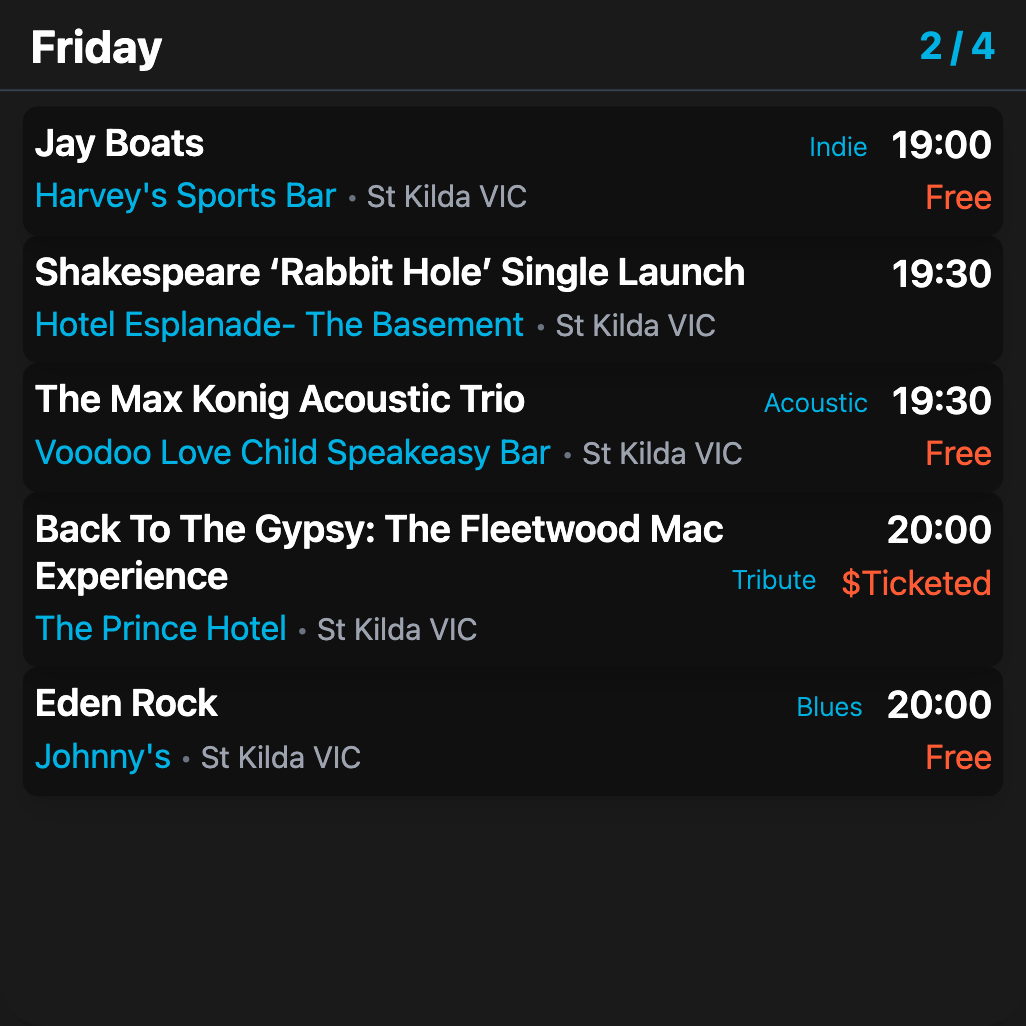 Friday 2 / 4
Jay Boats Indie 19:00
Harvey's Sports Bar • St Kilda VIC Free
Shakespeare ‘Rabbit Hole’ Single Launch 19:30
Hotel Esplanade- The Basement • St Kilda VIC
The Max Konig Acoustic Trio Acoustic 19:30
Voodoo Love Child Speakeasy Bar • St Kilda VIC Free
Back To The Gypsy: The Fleetwood Mac 20:00
Experience Tribute $Ticketed
The Prince Hotel • St Kilda VIC
Eden Rock Blues 20:00
Johnny's • St Kilda VIC Free